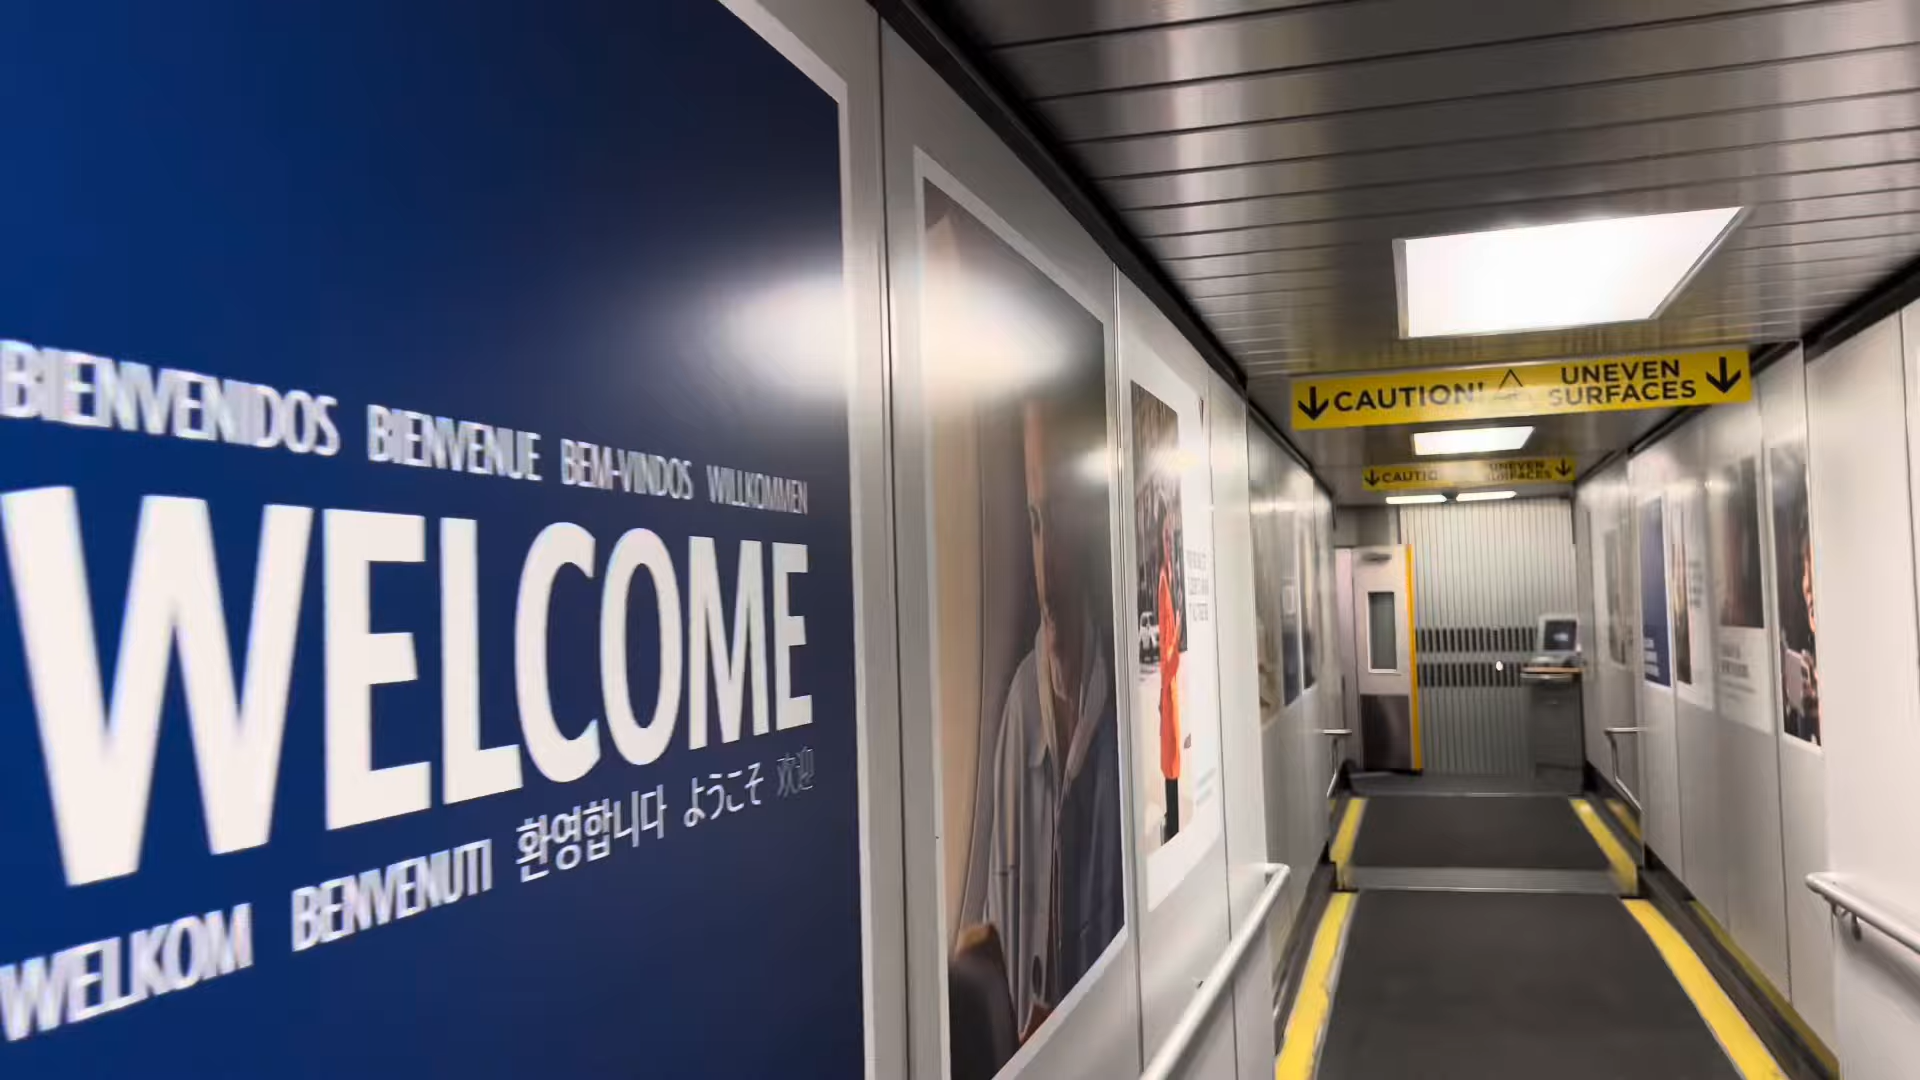 BIENVENIDOS BIENVENUE BEM-VINDOS WILLKOMMEN
WELCOME
WELKOM BENVENUTI 환영합니다 ようこそ 欢迎
↓ CAUTION! UNEVEN SURFACES ↓
↓ CAUTIO UNEVEN SURFACES ↓